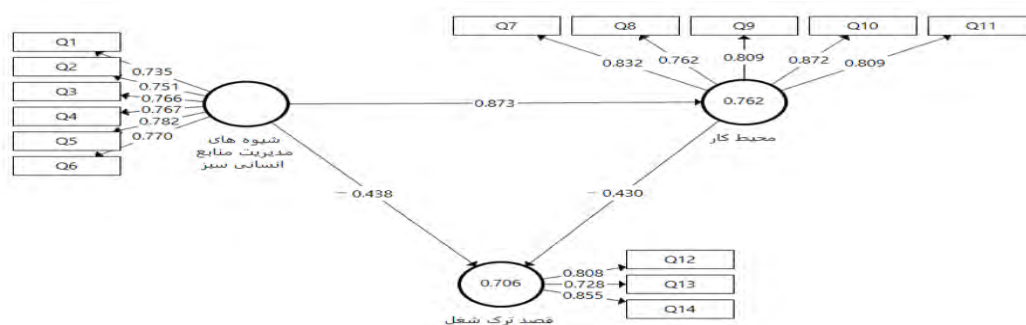 Q7
Q8
Q9
Q10
Q11
0.832
0.762
0.809
0.872
0.809
Q1
Q2
Q3
Q4
Q5
Q6
0.735
0.751
0.766
0.767
0.782
0.770
شیوه های
مدیریت منابع
انسانی سبز
0.873
0.762
محیط کار
− 0.438
− 0.430
0.706
قصد ترک شغل
0.808
0.728
0.855
Q12
Q13
Q14